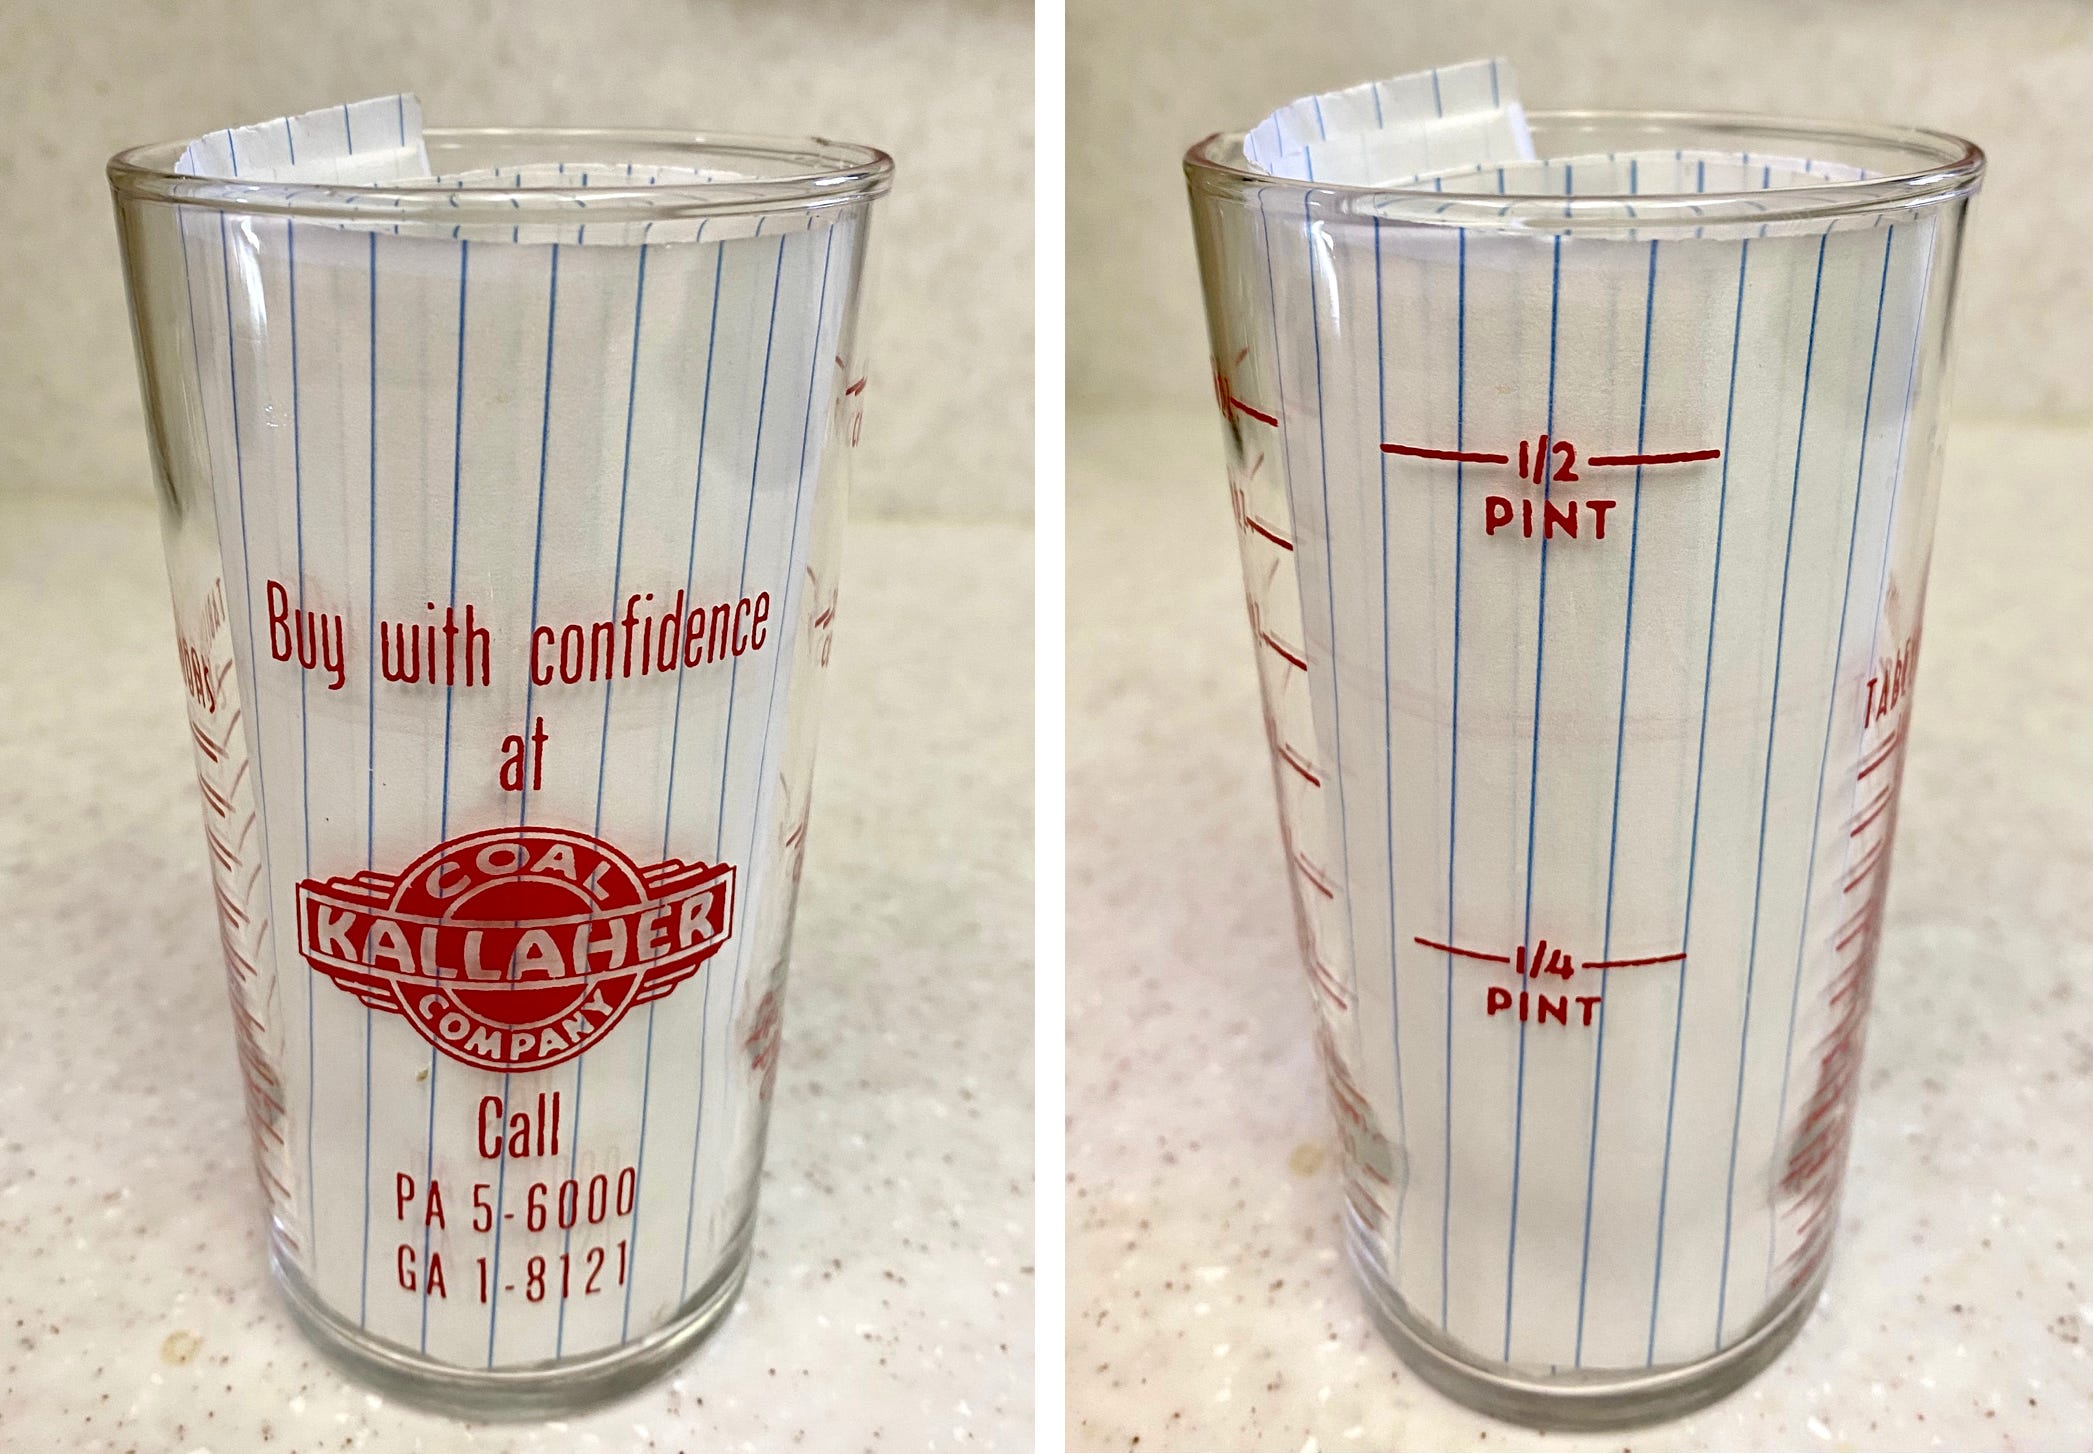 Buy with confidence
at
COAL
KALLAHER
COMPANY
Call
PA 5-6000
GA 1-8121
1/2
PINT
1/4
PINT